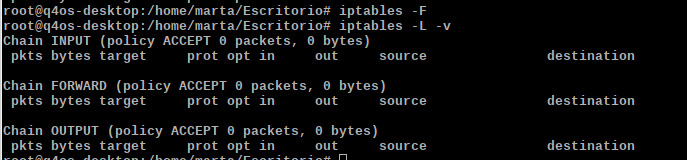 root@q4os-desktop:/home/marta/Escritorio# iptables -F
root@q4os-desktop:/home/marta/Escritorio# iptables -L -v
Chain INPUT (policy ACCEPT 0 packets, 0 bytes)
 pkts bytes target     prot opt in     out     source               destination

Chain FORWARD (policy ACCEPT 0 packets, 0 bytes)
 pkts bytes target     prot opt in     out     source               destination

Chain OUTPUT (policy ACCEPT 0 packets, 0 bytes)
 pkts bytes target     prot opt in     out     source               destination
root@q4os-desktop:/home/marta/Escritorio#